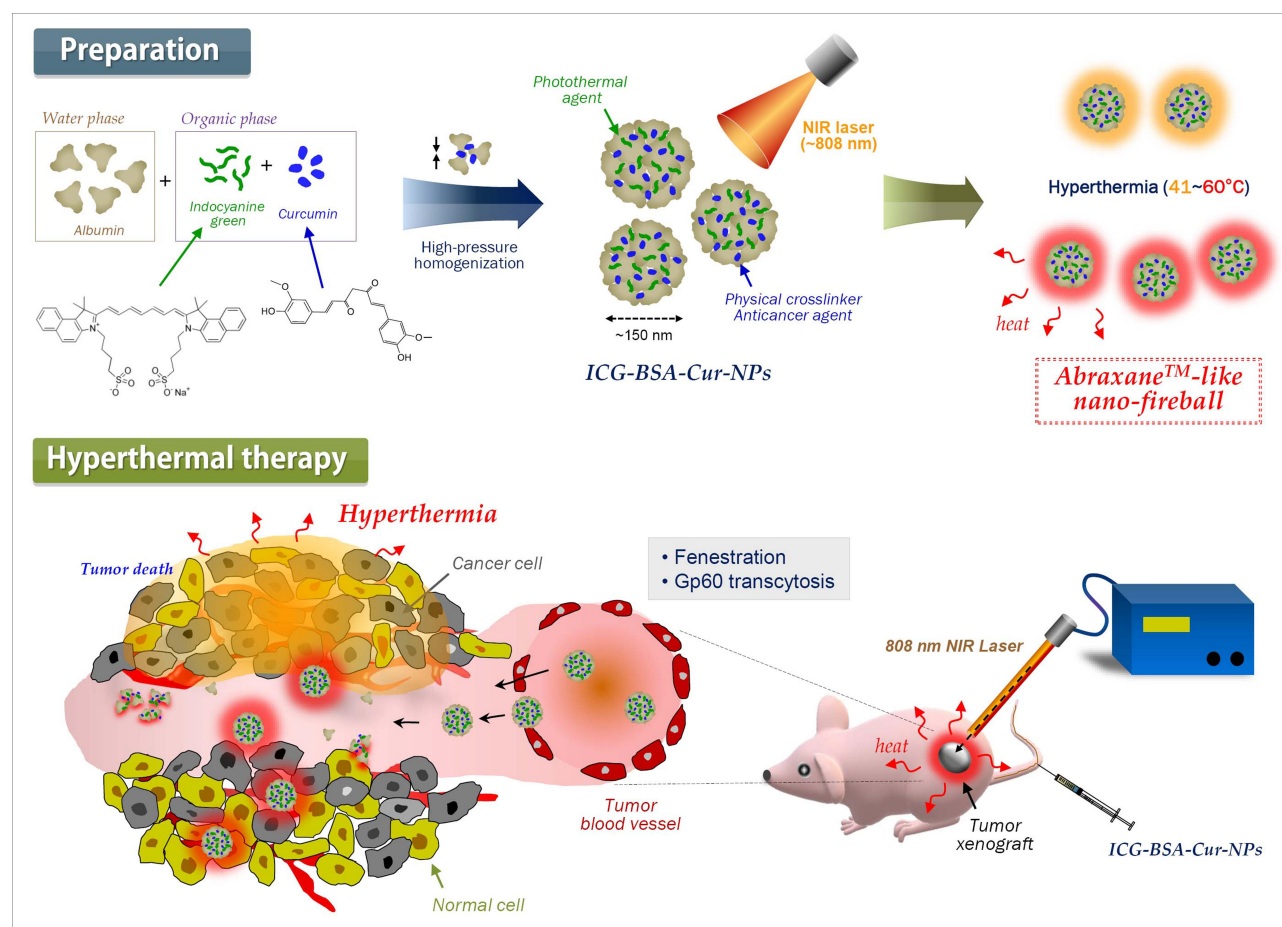 Preparation
Water phase
Organic phase
+
+
Albumin
Indocyanine
green
Curcumin
N⁺
N
O
S
O
⁻O
O
S
O
O⁻Na⁺
O
HO
O
O
O
OH
High-pressure
homogenization
Photothermal
agent
NIR laser
(~808 nm)
Physical crosslinker
Anticancer agent
~150 nm
ICG-BSA-Cur-NPs
Hyperthermia (41~60°C)
heat
Abraxane™-like
nano-fireball
Hyperthermal therapy
Hyperthermia
Tumor death
Cancer cell
• Fenestration
• Gp60 transcytosis
808 nm NIR Laser
heat
Tumor
blood vessel
Tumor
xenograft
ICG-BSA-Cur-NPs
Normal cell